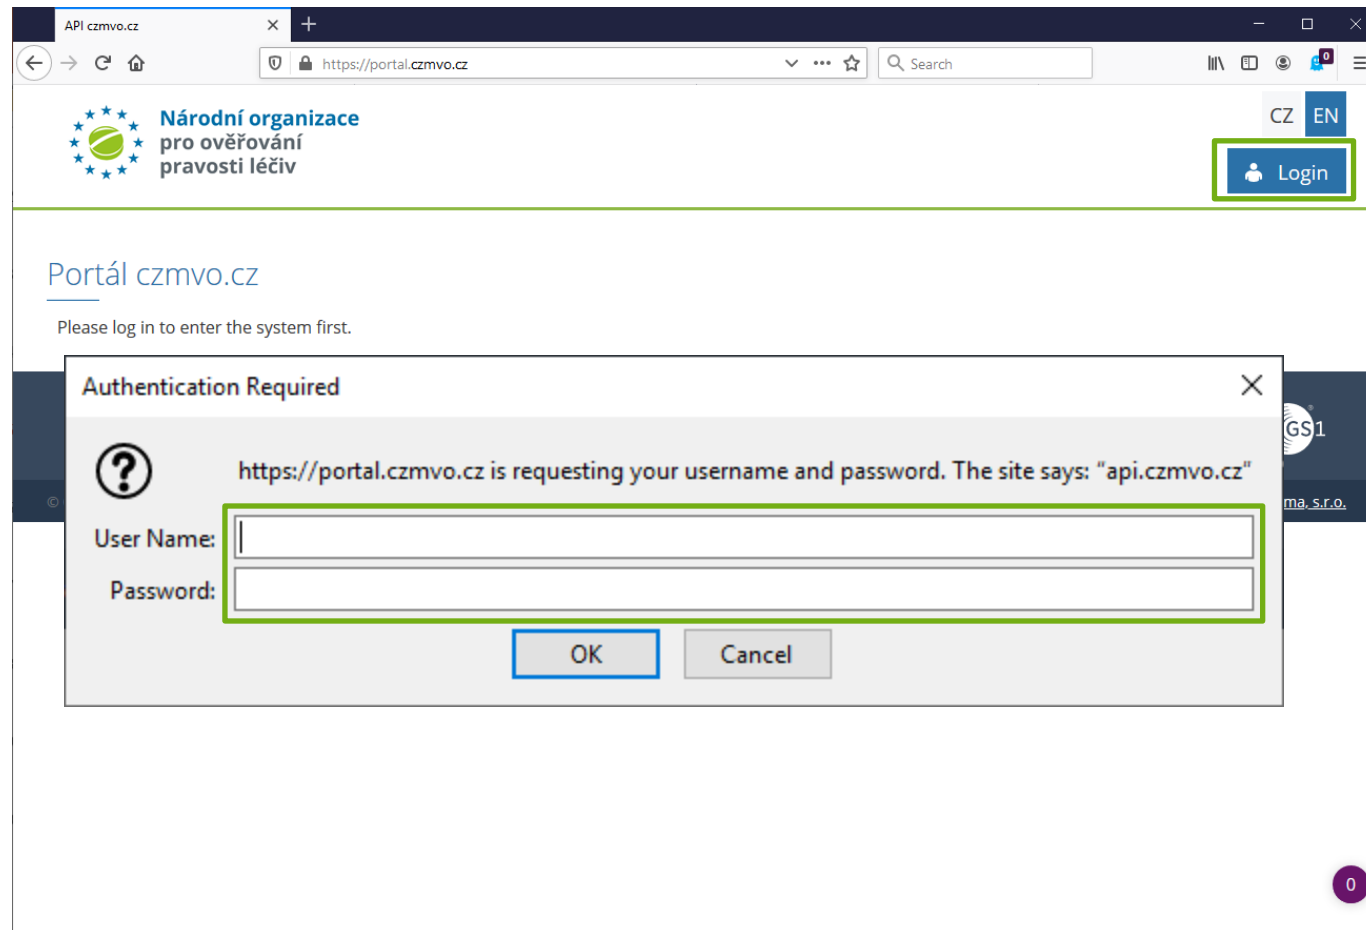 API czmvo.cz
https://portal.czmvo.cz
Search
0
Národní organizace
pro ověřování
pravosti léčiv
CZ EN
Login
Portál czmvo.cz
Please log in to enter the system first.
Authentication Required
GS1
https://portal.czmvo.cz is requesting your username and password. The site says: “api.czmvo.cz”
©
ma, s.r.o.
User Name:
Password:
OK
Cancel
0